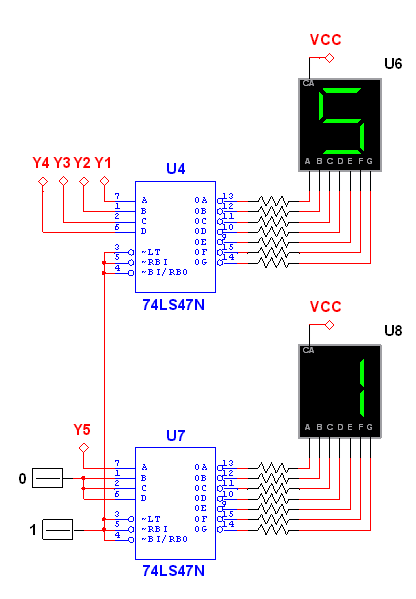 VCC
U6
CA
5
A B C D E F G
Y4 Y3 Y2 Y1
U4
7 A OA 13
1 B OB 12
2 C OC 11
6 D OD 10
OE 9
3 ~LT OF 15
5 ~RBI OG 14
4 ~BI/RBO
74LS47N
VCC
U8
CA
1
A B C D E F G
Y5
U7
7 A OA 13
0
1 B OB 12
2 C OC 11
6 D OD 10
OE 9
1
3 ~LT OF 15
5 ~RBI OG 14
4 ~BI/RBO
74LS47N